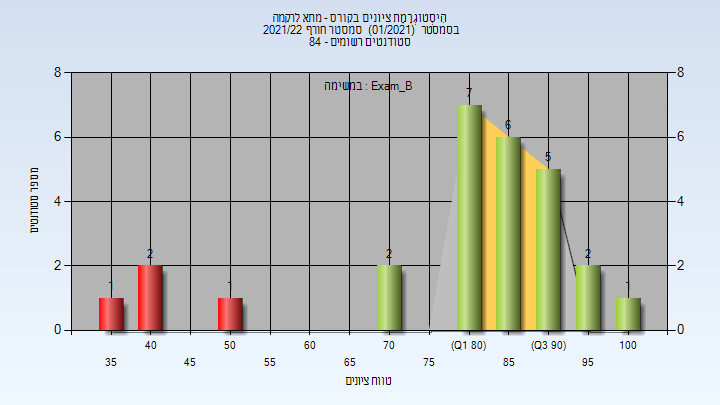 הִיסְטוֹגְרָמַת ציונים בקורס - מתא לרקמה
בסמסטר (01/2021) סמסטר חורף 2021/22
סטודנטים רשומים - 84
במשימה : Exam_B
8 8
6 6
4 4
2 2
0 0
1 2 1 2 7 6 5 2 1
מספר סטודנטים
40 50 60 70 (Q1 80) (Q3 90) 100
35 45 55 65 75 85 95
טווח ציונים